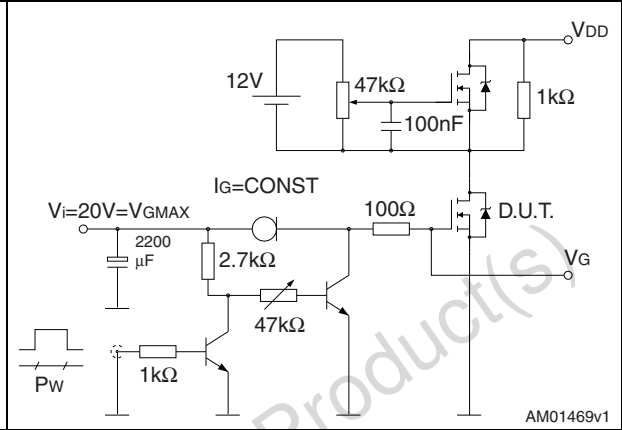 VDD
12V
47kΩ
1kΩ
100nF
IG=CONST
Vi=20V=VGMAX
100Ω
D.U.T.
2200
μF
2.7kΩ
VG
47kΩ
1kΩ
PW
Product(s)
AM01469v1